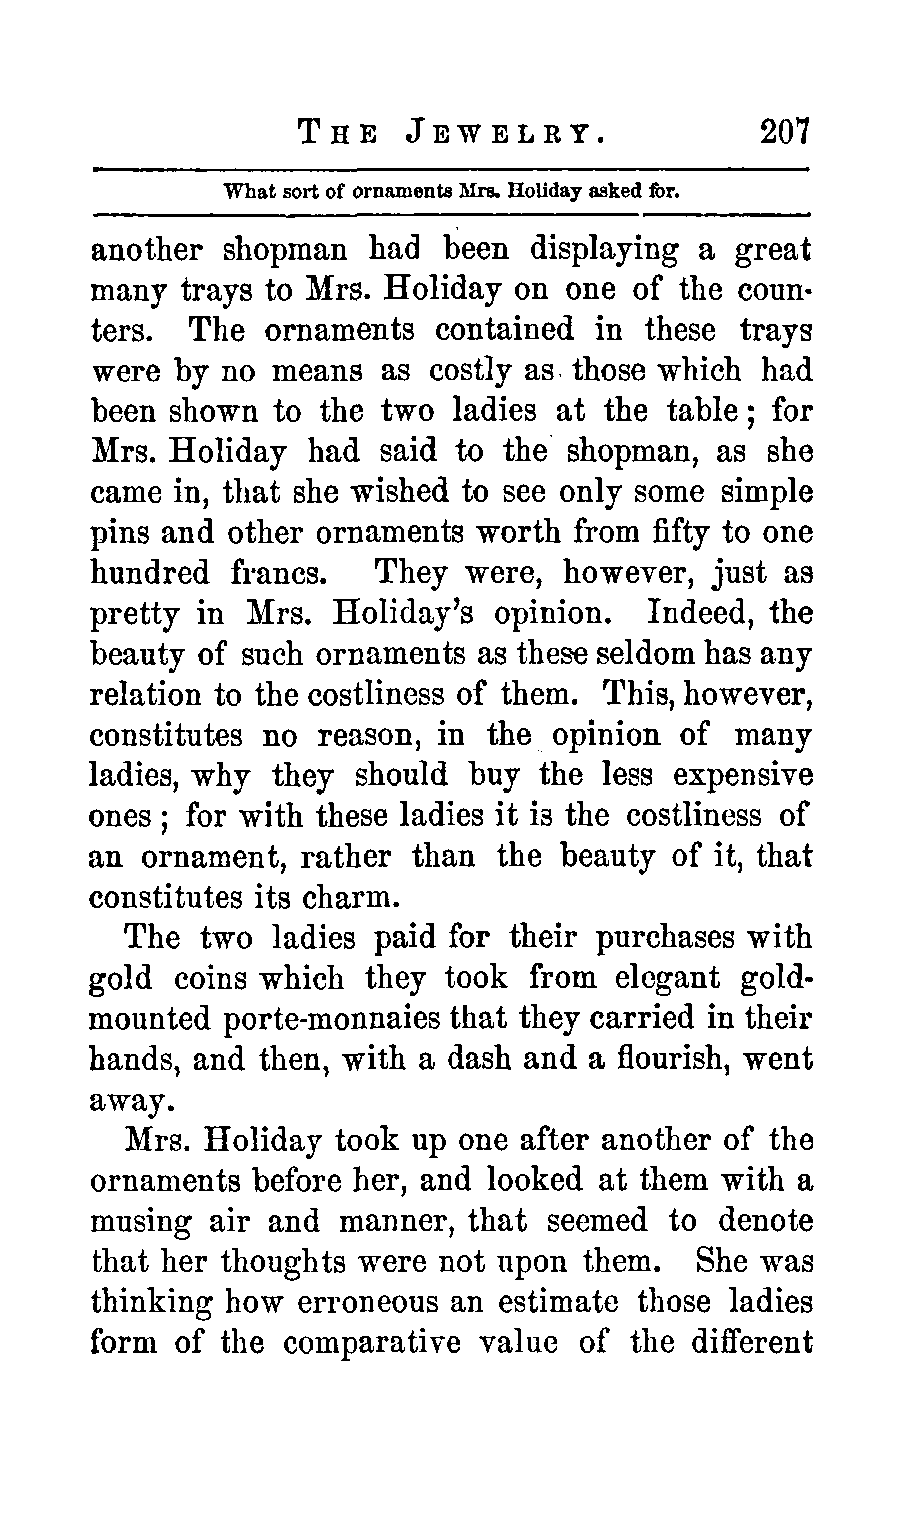 THE JEWELRY. 207
What sort of ornaments Mrs. Holiday asked for.
another shopman had been displaying a great
many trays to Mrs. Holiday on one of the coun-
ters. The ornaments contained in these trays
were by no means as costly as those which had
been shown to the two ladies at the table; for
Mrs. Holiday had said to the shopman, as she
came in, that she wished to see only some simple
pins and other ornaments worth from fifty to one
hundred francs. They were, however, just as
pretty in Mrs. Holiday's opinion. Indeed, the
beauty of such ornaments as these seldom has any
relation to the costliness of them. This, however,
constitutes no reason, in the opinion of many
ladies, why they should buy the less expensive
ones; for with these ladies it is the costliness of
an ornament, rather than the beauty of it, that
constitutes its charm.
The two ladies paid for their purchases with
gold coins which they took from elegant gold-
mounted porte-monnaies that they carried in their
hands, and then, with a dash and a flourish, went
away.
Mrs. Holiday took up one after another of the
ornaments before her, and looked at them with a
musing air and manner, that seemed to denote
that her thoughts were not upon them. She was
thinking how erroneous an estimate those ladies
form of the comparative value of the different